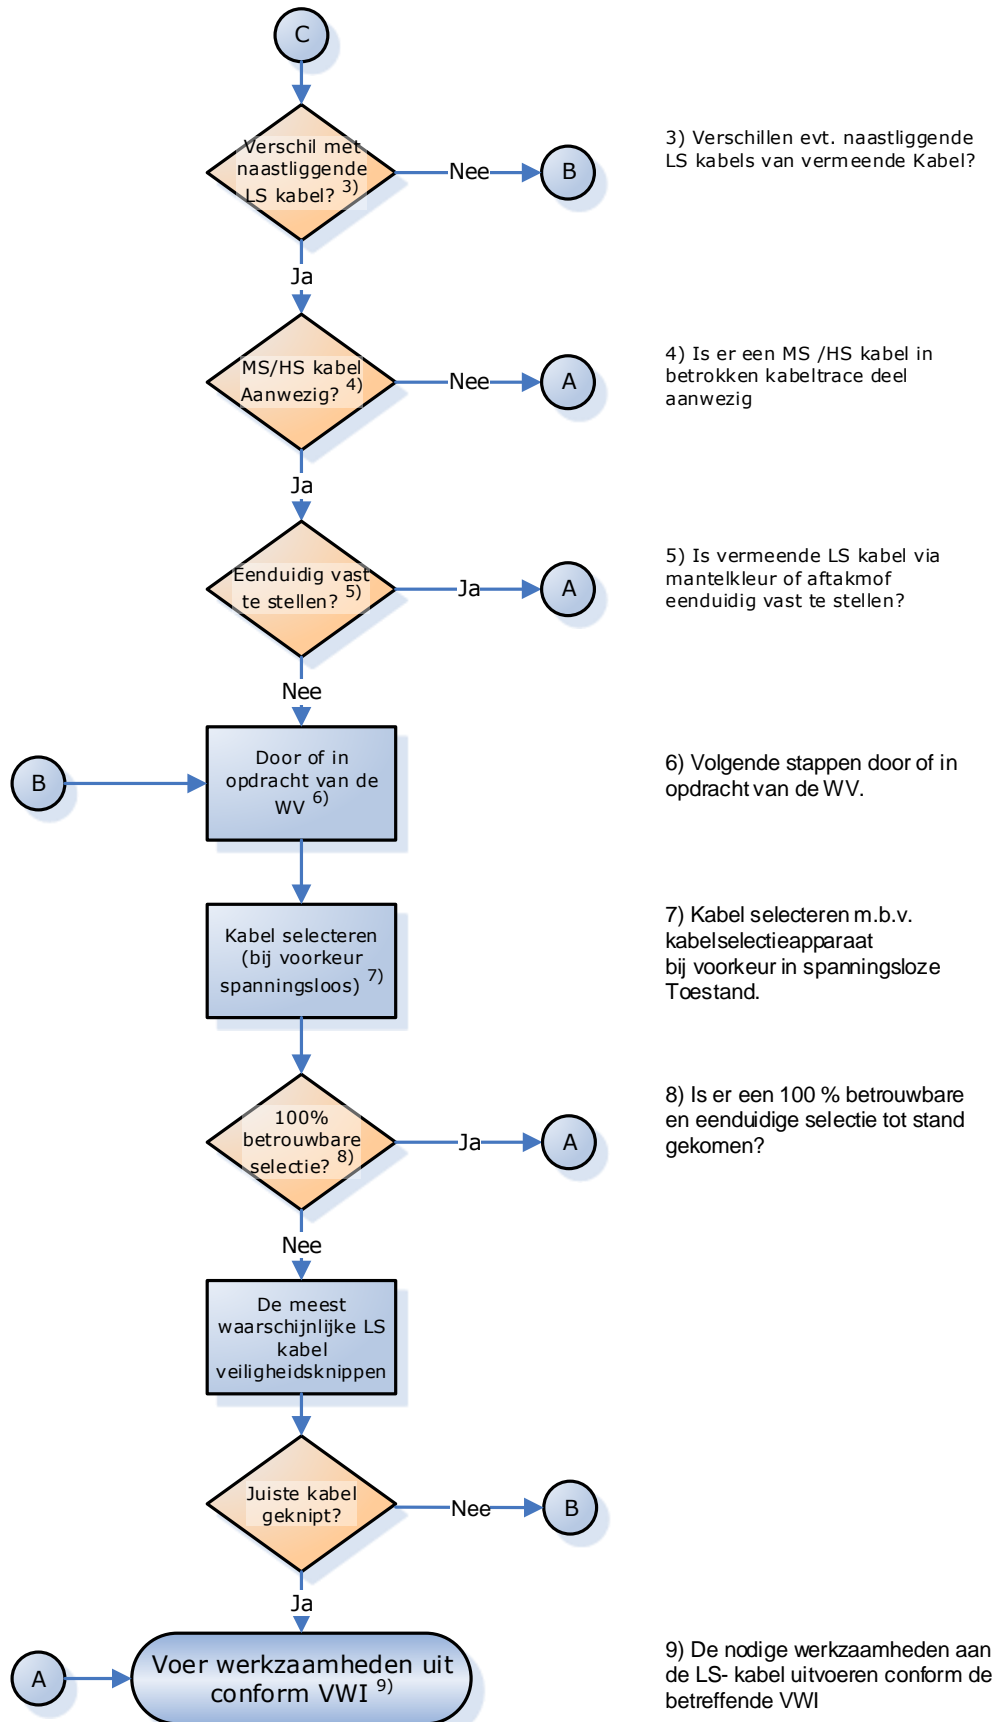 C
Verschil met
naastliggende
LS kabel? 3)
Nee
B
3) Verschillen evt. naastliggende
LS kabels van vermeende Kabel?
Ja
MS/HS kabel
Aanwezig? 4)
Nee
A
4) Is er een MS /HS kabel in
betrokken kabeltrace deel
aanwezig
Ja
Eenduidig vast
te stellen? 5)
Ja
A
5) Is vermeende LS kabel via
mantelkleur of aftakmof
eenduidig vast te stellen?
Nee
B
Door of in
opdracht van de
WV 6)
6) Volgende stappen door of in
opdracht van de WV.
Kabel selecteren
(bij voorkeur
spanningsloos) 7)
7) Kabel selecteren m.b.v.
kabelselectieapparaat
bij voorkeur in spanningsloze
Toestand.
100%
betrouwbare
selectie? 8)
Ja
A
8) Is er een 100 % betrouwbare
en eenduidige selectie tot stand
gekomen?
Nee
De meest
waarschijnlijke LS
kabel
veiligheidsknippen
Juiste kabel
geknipt?
Nee
B
Ja
A
Voer werkzaamheden uit
conform VWI 9)
9) De nodige werkzaamheden aan
de LS- kabel uitvoeren conform de
betreffende VWI